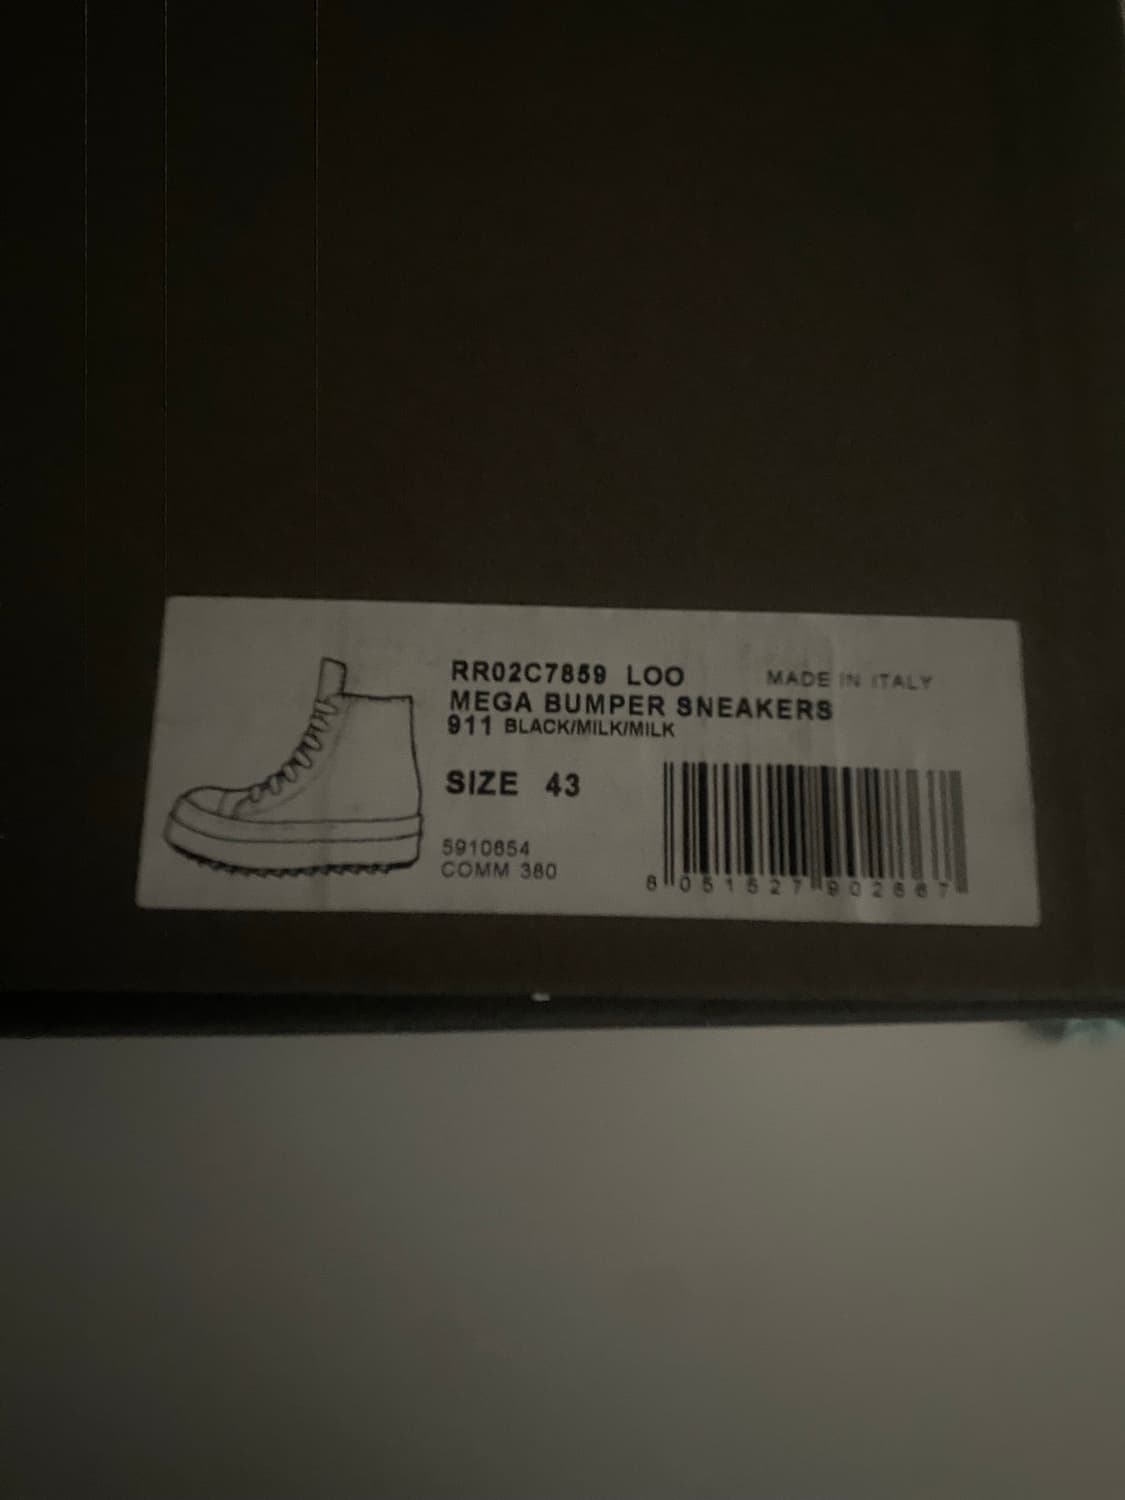 RR02C7859 LOO
MADE IN ITALY
MEGA BUMPER SNEAKERS
911 BLACK/MILK/MILK
SIZE 43
5910654
COMM 380
8 051527 902667